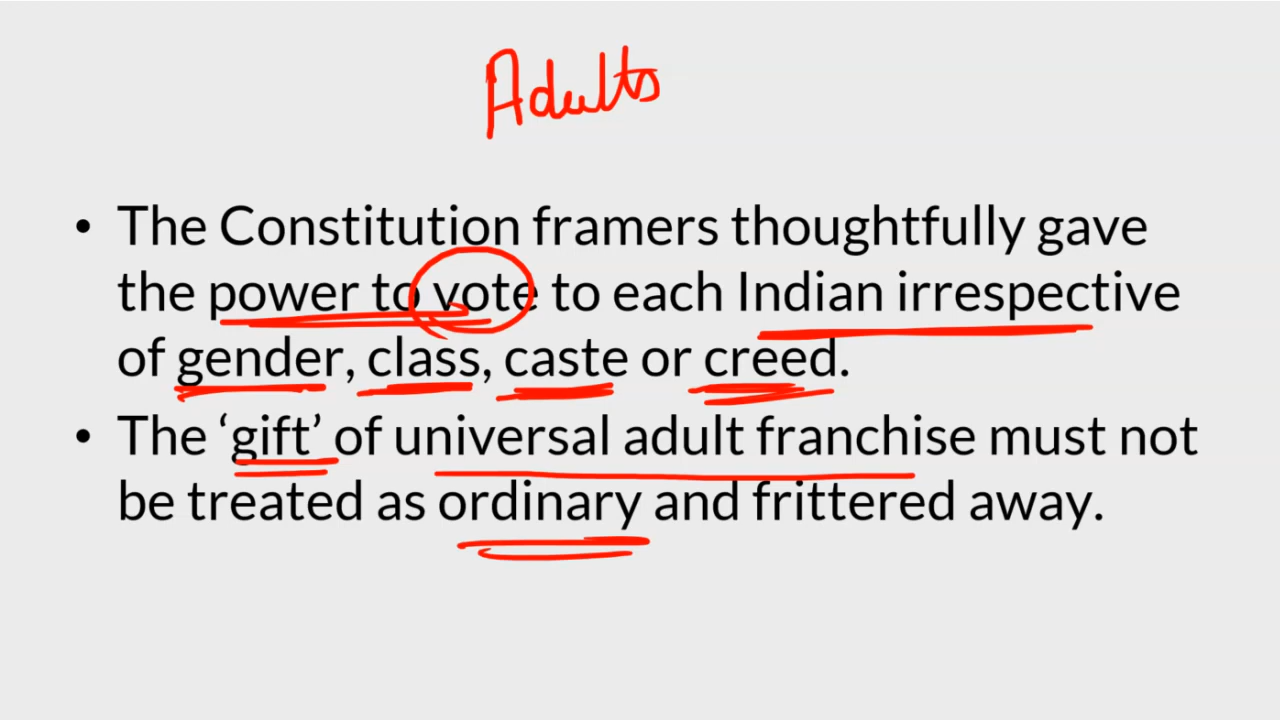 Adults
• The Constitution framers thoughtfully gave
the power to vote to each Indian irrespective
of gender, class, caste or creed.
• The ‘gift’ of universal adult franchise must not
be treated as ordinary and frittered away.